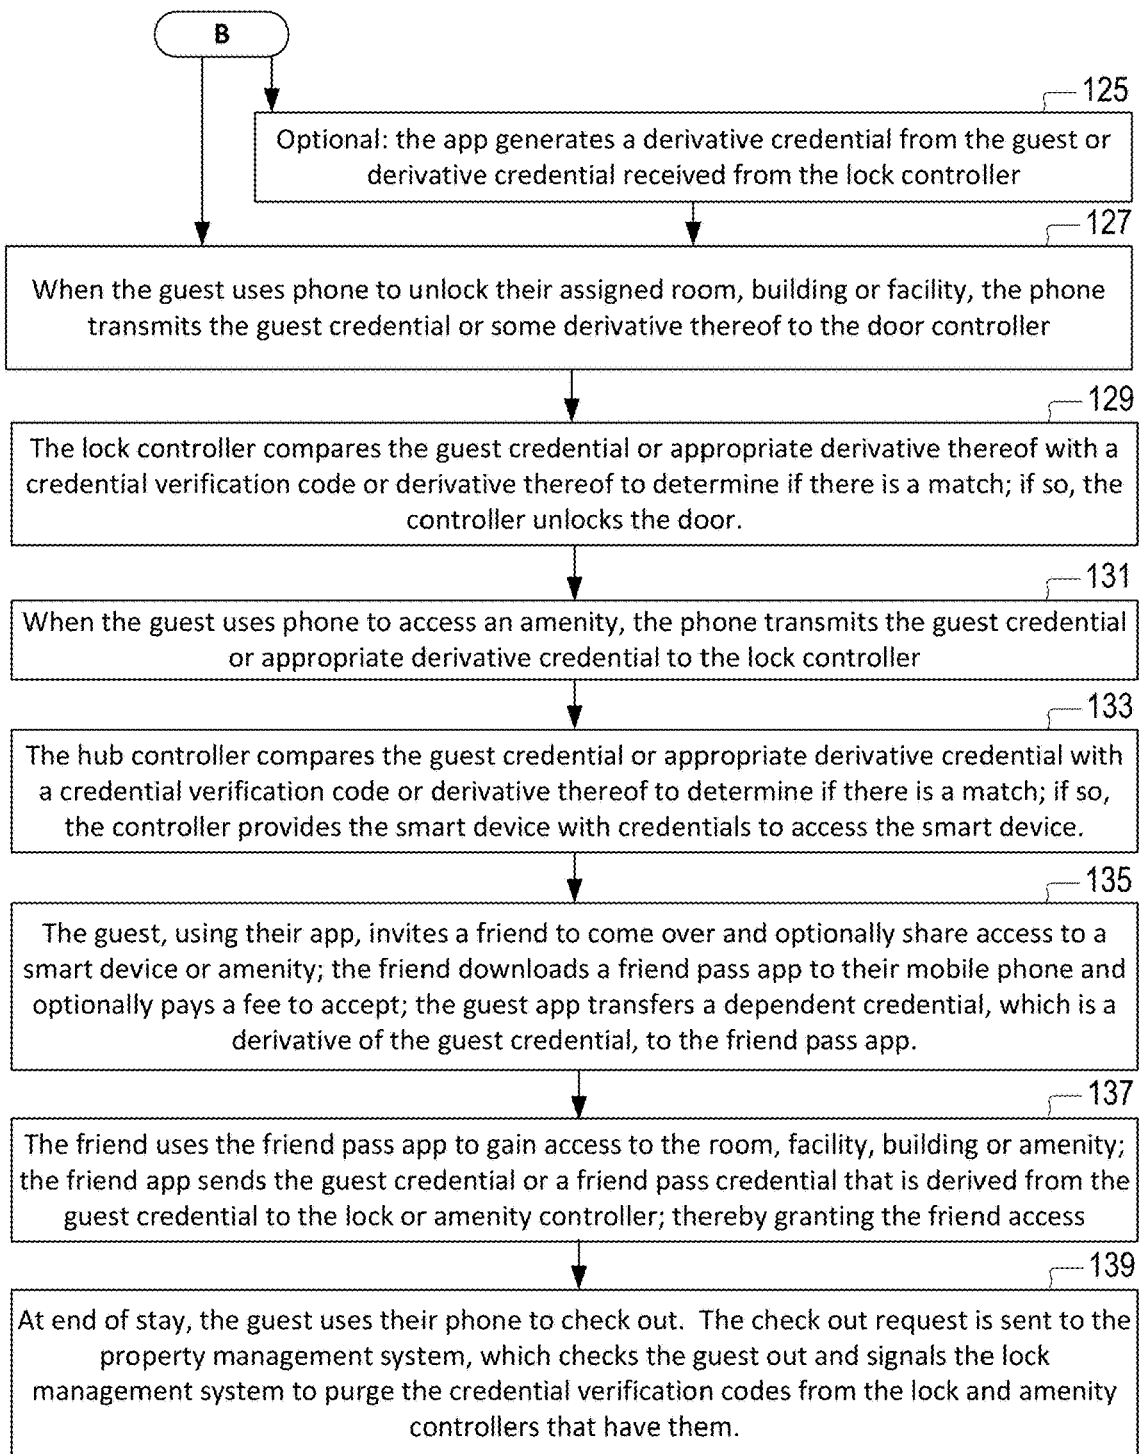 B
125
Optional: the app generates a derivative credential from the guest or
derivative credential received from the lock controller
127
When the guest uses phone to unlock their assigned room, building or facility, the phone
transmits the guest credential or some derivative thereof to the door controller
129
The lock controller compares the guest credential or appropriate derivative thereof with a
credential verification code or derivative thereof to determine if there is a match; if so, the
controller unlocks the door.
131
When the guest uses phone to access an amenity, the phone transmits the guest credential
or appropriate derivative credential to the lock controller
133
The hub controller compares the guest credential or appropriate derivative credential with
a credential verification code or derivative thereof to determine if there is a match; if so,
the controller provides the smart device with credentials to access the smart device.
135
The guest, using their app, invites a friend to come over and optionally share access to a
smart device or amenity; the friend downloads a friend pass app to their mobile phone and
optionally pays a fee to accept; the guest app transfers a dependent credential, which is a
derivative of the guest credential, to the friend pass app.
137
The friend uses the friend pass app to gain access to the room, facility, building or amenity;
the friend app sends the guest credential or a friend pass credential that is derived from the
guest credential to the lock or amenity controller; thereby granting the friend access
139
At end of stay, the guest uses their phone to check out. The check out request is sent to the
property management system, which checks the guest out and signals the lock
management system to purge the credential verification codes from the lock and amenity
controllers that have them.